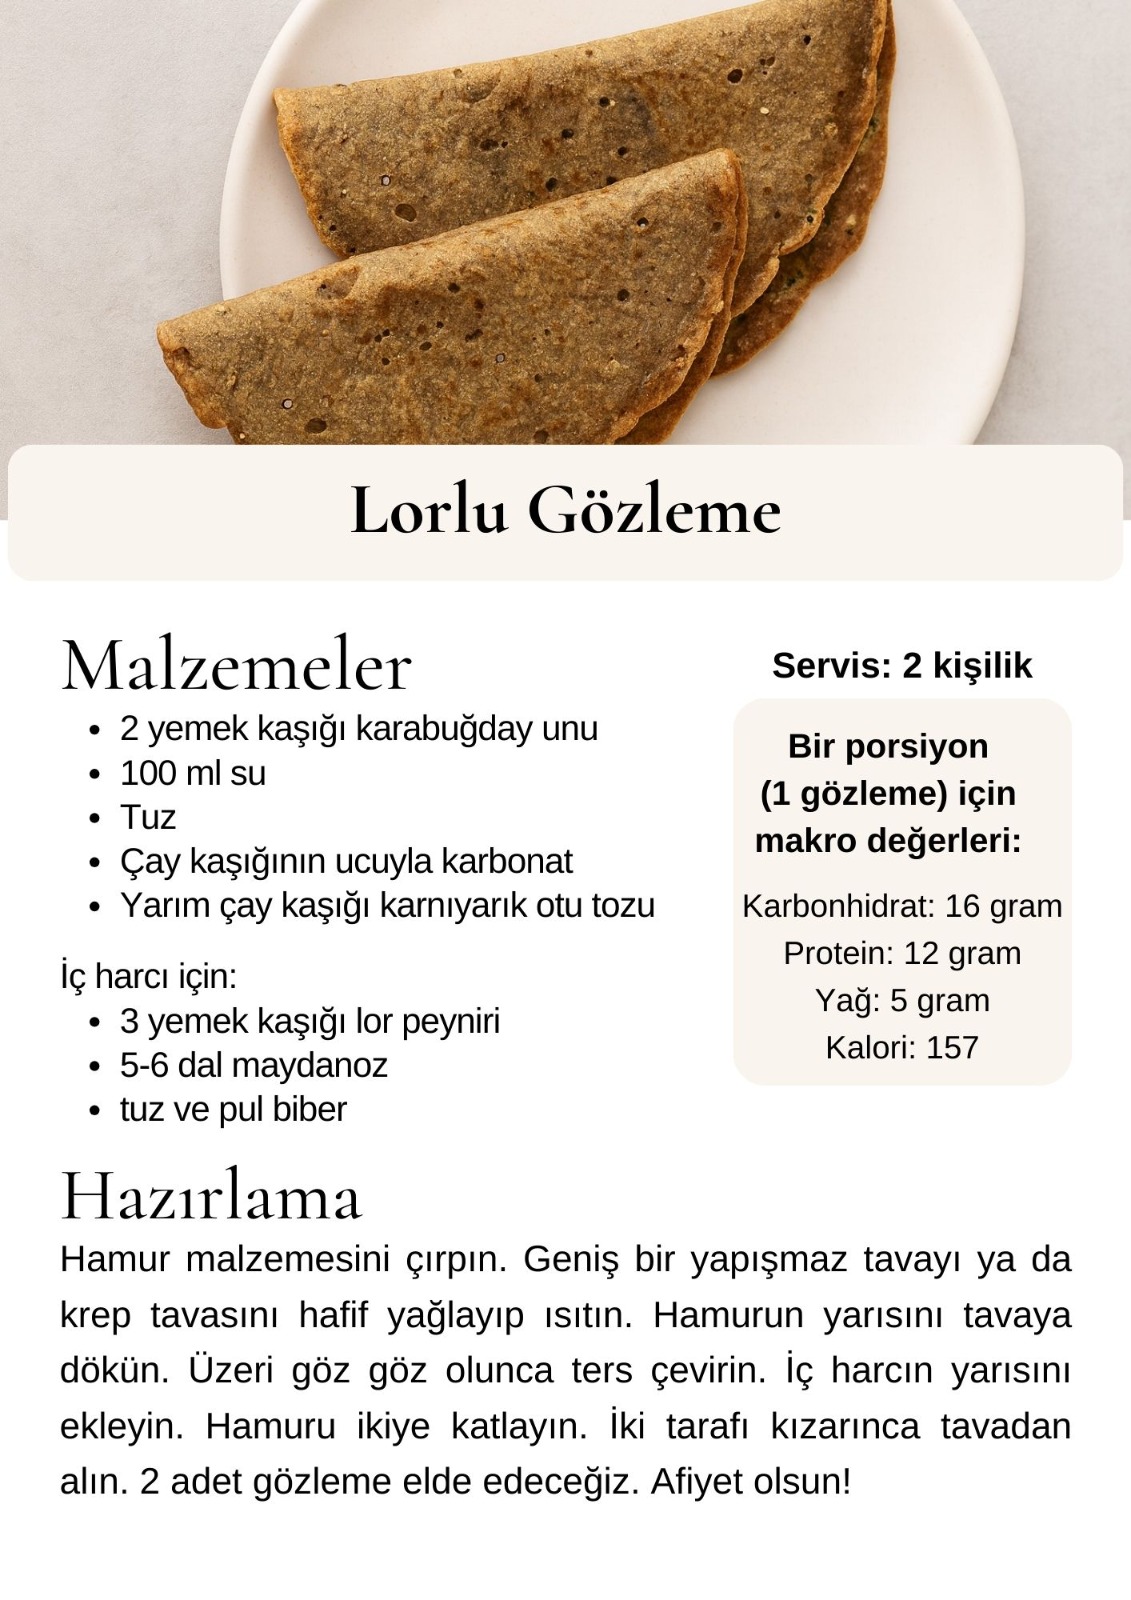 Lorlu Gözleme
Malzemeler
• 2 yemek kaşığı karabuğday unu
• 100 ml su
• Tuz
• Çay kaşığının ucuyla karbonat
• Yarım çay kaşığı karnıyarık otu tozu
İç harcı için:
• 3 yemek kaşığı lor peyniri
• 5-6 dal maydanoz
• tuz ve pul biber
Servis: 2 kişilik
Bir porsiyon
(1 gözleme) için
makro değerleri:
Karbonhidrat: 16 gram
Protein: 12 gram
Yağ: 5 gram
Kalori: 157
Hazırlama
Hamur malzemesini çırpın. Geniş bir yapışmaz tavayı ya da
krep tavasını hafif yağlayıp ısıtın. Hamurun yarısını tavaya
dökün. Üzeri göz göz olunca ters çevirin. İç harcın yarısını
ekleyin. Hamuru ikiye katlayın. İki tarafı kızarınca tavadan
alın. 2 adet gözleme elde edeceğiz. Afiyet olsun!